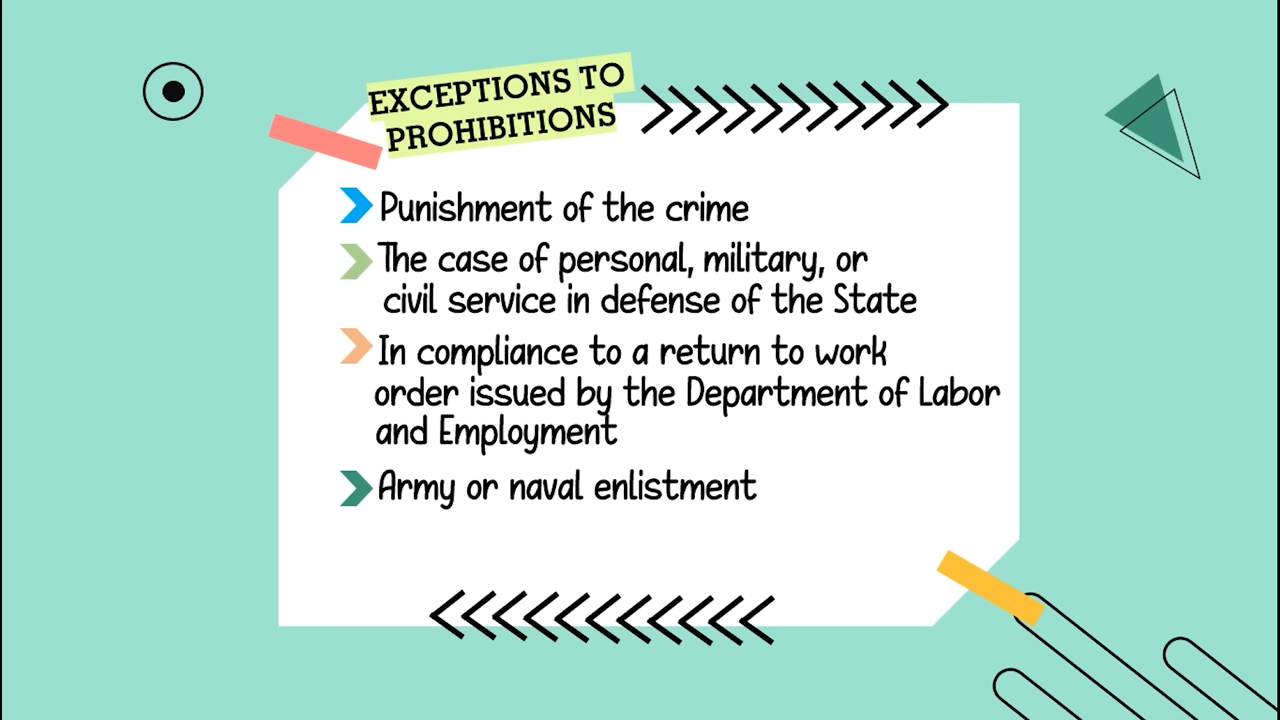 EXCEPTIONS TO
PROHIBITIONS
Punishment of the crime
The case of personal, military, or
civil service in defense of the State
In compliance to a return to work
order issued by the Department of Labor
and Employment
Army or naval enlistment